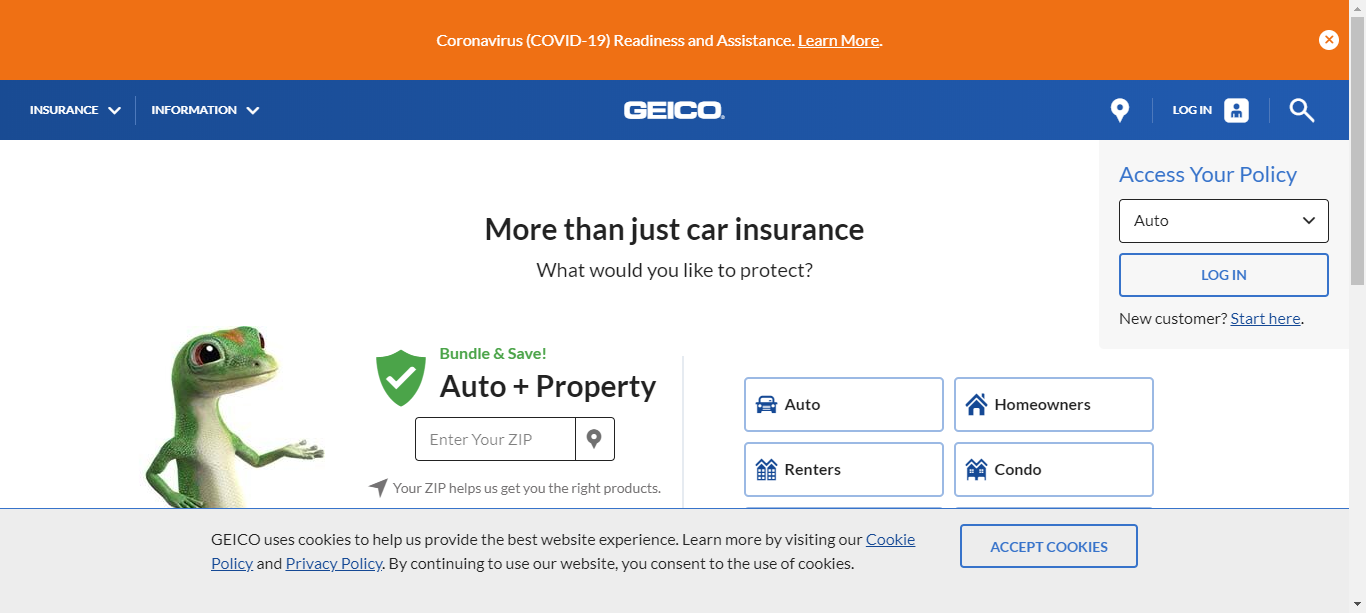 Coronavirus (COVID-19) Readiness and Assistance. Learn More.
INSURANCE
INFORMATION
GEICO.
LOG IN
Access Your Policy
Auto
LOG IN
New customer? Start here.
More than just car insurance
What would you like to protect?
Bundle & Save!
Auto + Property
Enter Your ZIP
Your ZIP helps us get you the right products.
Auto
Homeowners
Renters
Condo
GEICO uses cookies to help us provide the best website experience. Learn more by visiting our Cookie
Policy and Privacy Policy. By continuing to use our website, you consent to the use of cookies.
ACCEPT COOKIES